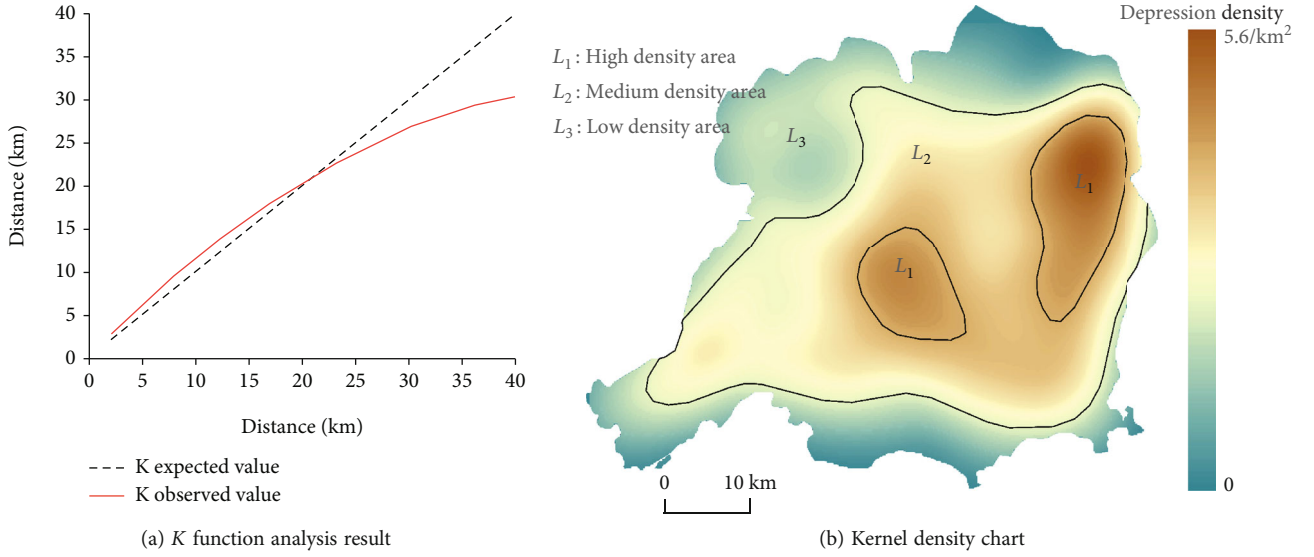 40
35
30
25
20
15
10
5
0
Distance (km)
0 5 10 15 20 25 30 35 40
Distance (km)
K expected value
K observed value
(a) K function analysis result
Depression density
5.6/km²
0
L₁ : High density area
L₂ : Medium density area
L₃ : Low density area
L₃
L₂
L₁
L₁
0 10 km
(b) Kernel density chart